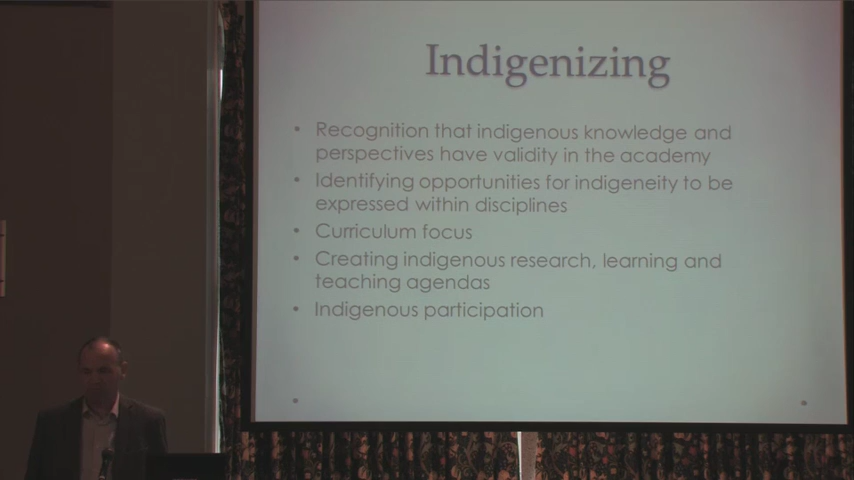 Indigenizing
• Recognition that indigenous knowledge and
perspectives have validity in the academy
• Identifying opportunities for indigeneity to be
expressed within disciplines
• Curriculum focus
• Creating indigenous research, learning and
teaching agendas
• Indigenous participation